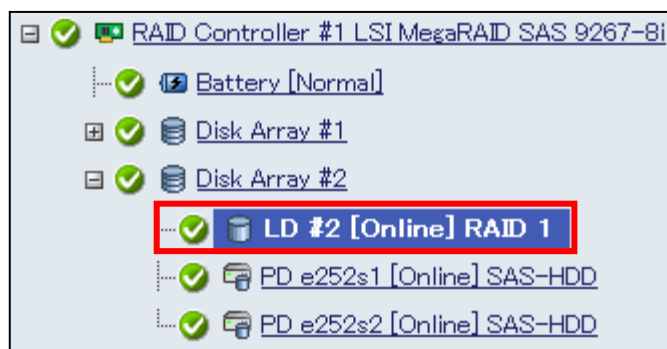 RAID Controller #1 LSI MegaRAID SAS 9267-8i
Battery [Normal]
Disk Array #1
Disk Array #2
LD #2 [Online] RAID 1
PD e252s1 [Online] SAS-HDD
PD e252s2 [Online] SAS-HDD